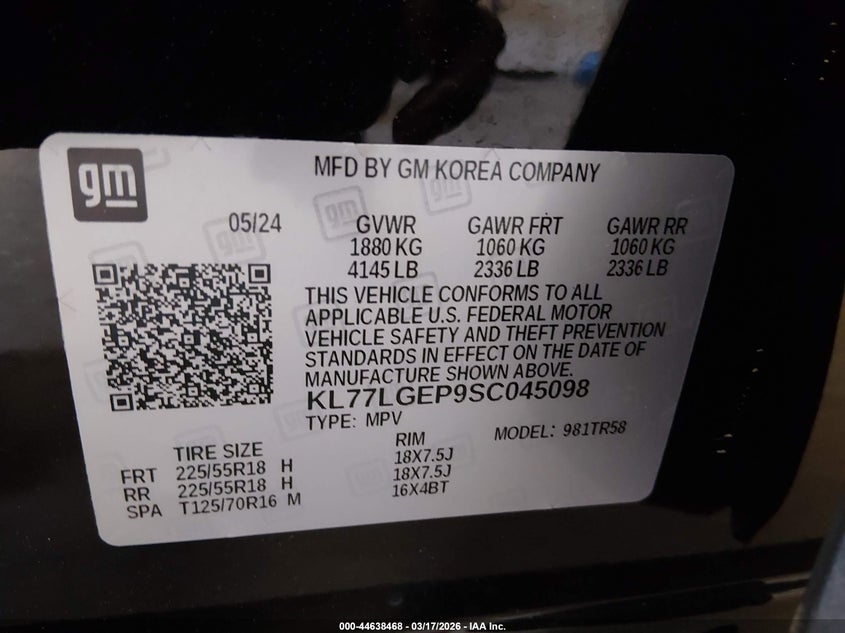 gm
MFD BY GM KOREA COMPANY
05/24
GVWR GAWR FRT GAWR RR
1880 KG 1060 KG 1060 KG
4145 LB 2336 LB 2336 LB
THIS VEHICLE CONFORMS TO ALL
APPLICABLE U.S. FEDERAL MOTOR
VEHICLE SAFETY AND THEFT PREVENTION
STANDARDS IN EFFECT ON THE DATE OF
MANUFACTURE SHOWN ABOVE.
KL77LGEP9SC045098
TYPE: MPV MODEL: 981TR58
TIRE SIZE RIM
FRT 225/55R18 H 18X7.5J
RR 225/55R18 H 18X7.5J
SPA T125/70R16 M 16X4BT
000-44638468 - 03/17/2026 - IAA Inc.